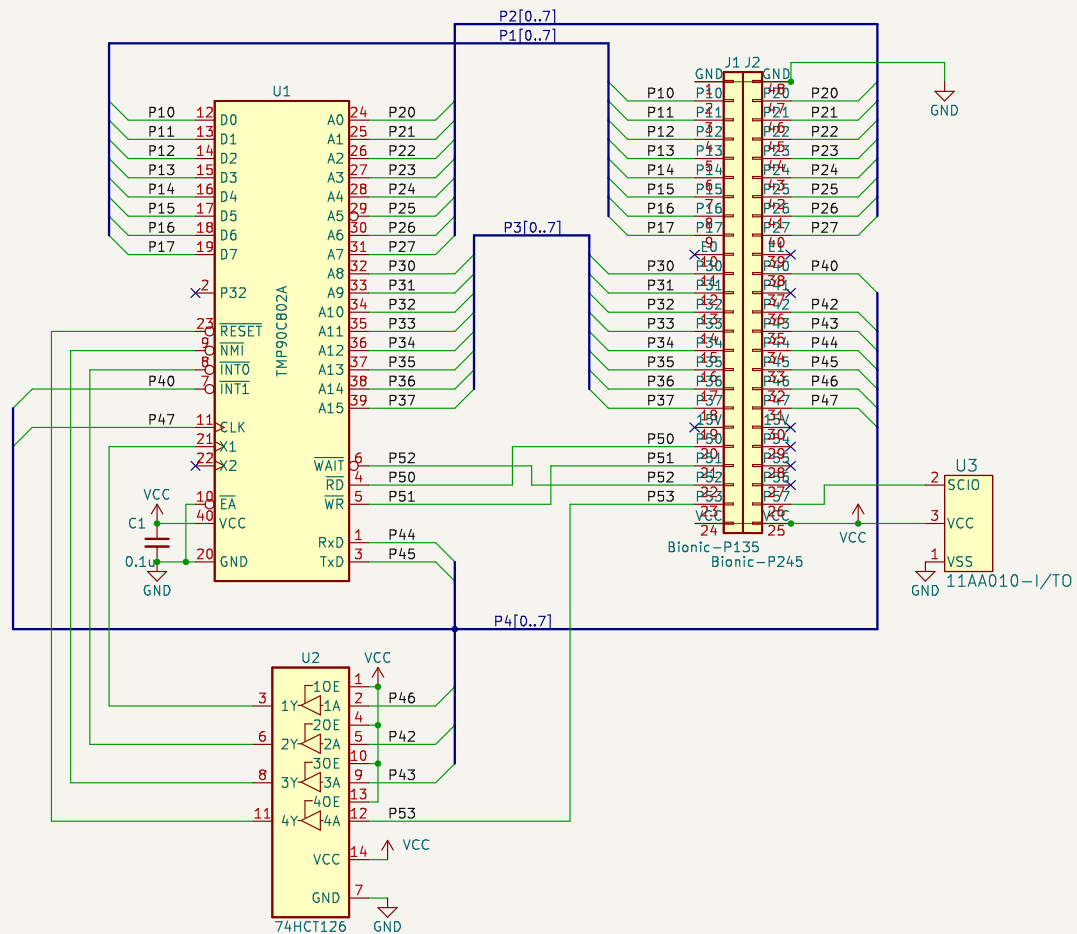 P2[0..7]
P1[0..7]
J1 J2
GND GND
GND
U1
TMP90C802A
12 D0 A0 24
13 D1 A1 25
14 D2 A2 26
15 D3 A3 27
16 D4 A4 28
17 D5 A5 29
18 D6 A6 30
19 D7 A7 31
A8 32
2 P32 A9 33
A10 34
23 RESET A11 35
9 NMI A12 36
8 INT0 A13 37
7 INT1 A14 38
A15 39
11 CLK
21 X1
22 X2 WAIT 6
RD 4
10 EA WR 5
40 VCC
RxD 1
20 GND TxD 3
P10
P11
P12
P13
P14
P15
P16
P17
P40
P47
VCC
C1
0.1u
GND
P20
P21
P22
P23
P24
P25
P26
P27
P30
P31
P32
P33
P34
P35
P36
P37
P52
P50
P51
P44
P45
P3[0..7]
P10
P11
P12
P13
P14
P15
P16
P17
P30
P31
P32
P33
P34
P35
P36
P37
P50
P51
P52
P53
VCC VCC
24 25
Bionic-P135
Bionic-P245
P20
P21
P22
P23
P24
P25
P26
P27
P40
P42
P43
P44
P45
P46
P47
VCC
U3
2 SCIO
3 VCC
1 VSS
GND
11AA010-I/TO
P4[0..7]
U2
VCC
1OE 1
3 1Y 1A 2 P46
2OE 4
6 2Y 2A 5 P42
3OE 10
8 3Y 3A 9 P43
4OE 13
11 4Y 4A 12 P53
VCC 14 VCC
GND 7
74HCT126
GND